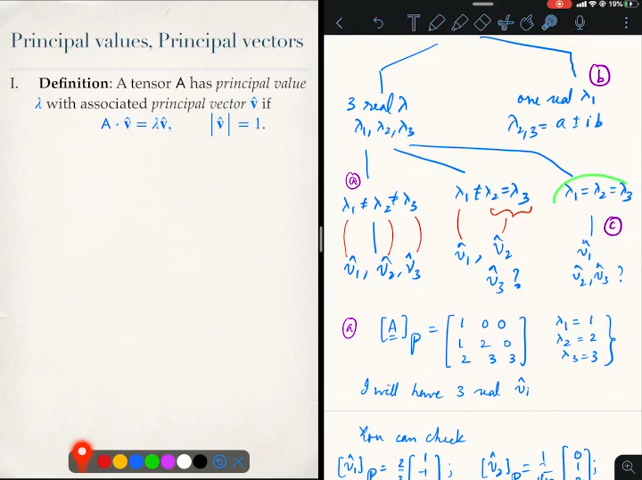 Principal values, Principal vectors
I. Definition: A tensor A has principal value
λ with associated principal vector v̂ if
A · v̂ = λv̂, |v̂| = 1.
19%
T
b
3 real λ
λ₁, λ₂, λ₃
one real λ₁
λ₂,₃ = a ± i b
a
λ₁ ≠ λ₂ ≠ λ₃
λ₁ ≠ λ₂ = λ₃
λ₁ = λ₂ = λ₃
c
v̂₁, v̂₂, v̂₃
v̂₁, v̂₂
v̂₃ ?
v̂₁
v̂₂, v̂₃ ?
a
[A]P = [1 0 0
1 2 0
2 3 3]
λ₁ = 1
λ₂ = 2
λ₃ = 3
I will have 3 real v̂ᵢ
You can check
[v̂₁]P =
[v̂₂]P =